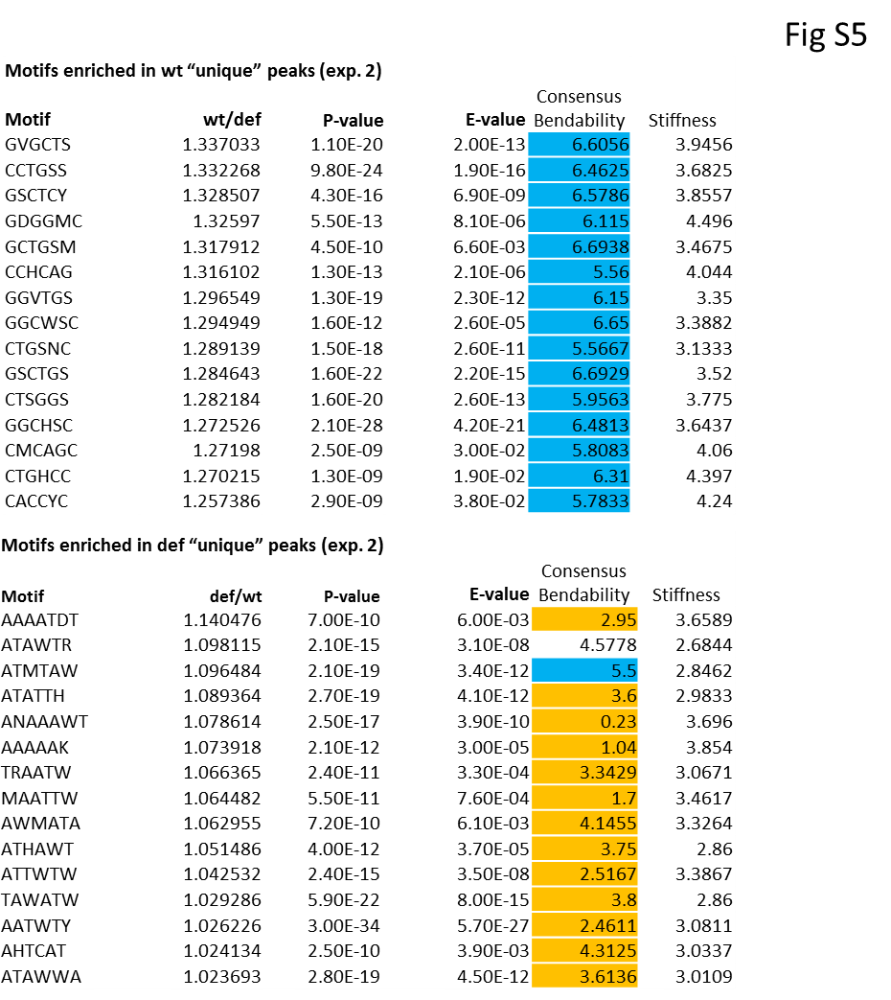 Fig S5
Motifs enriched in wt “unique” peaks (exp. 2)
Consensus
Motif wt/def P-value E-value Bendability Stiffness
GVGCTS 1.337033 1.10E-20 2.00E-13 6.6056 3.9456
CCTGSS 1.332268 9.80E-24 1.90E-16 6.4625 3.6825
GSCTCY 1.328507 4.30E-16 6.90E-09 6.5786 3.8557
GDGGMC 1.32597 5.50E-13 8.10E-06 6.115 4.496
GCTGSM 1.317912 4.50E-10 6.60E-03 6.6938 3.4675
CCHCAG 1.316102 1.30E-13 2.10E-06 5.56 4.044
GGVTGS 1.296549 1.30E-19 2.30E-12 6.15 3.35
GGCWSC 1.294949 1.60E-12 2.60E-05 6.65 3.3882
CTGSNC 1.289139 1.50E-18 2.60E-11 5.5667 3.1333
GSCTGS 1.284643 1.60E-22 2.20E-15 6.6929 3.52
CTSGGS 1.282184 1.60E-20 2.60E-13 5.9563 3.775
GGCHSC 1.272526 2.10E-28 4.20E-21 6.4813 3.6437
CMCAGC 1.27198 2.50E-09 3.00E-02 5.8083 4.06
CTGHCC 1.270215 1.30E-09 1.90E-02 6.31 4.397
CACCYC 1.257386 2.90E-09 3.80E-02 5.7833 4.24
Motifs enriched in def “unique” peaks (exp. 2)
Consensus
Motif def/wt P-value E-value Bendability Stiffness
AAAATDT 1.140476 7.00E-10 6.00E-03 2.95 3.6589
ATAWTR 1.098115 2.10E-15 3.10E-08 4.5778 2.6844
ATMTAW 1.096484 2.10E-19 3.40E-12 5.5 2.8462
ATATTH 1.089364 2.70E-19 4.10E-12 3.6 2.9833
ANAAAWT 1.078614 2.50E-17 3.90E-10 0.23 3.696
AAAAAK 1.073918 2.10E-12 3.00E-05 1.04 3.854
TRAATW 1.066365 2.40E-11 3.30E-04 3.3429 3.0671
MAATTW 1.064482 5.50E-11 7.60E-04 1.7 3.4617
AWMATA 1.062955 7.20E-10 6.10E-03 4.1455 3.3264
ATHAWT 1.051486 4.00E-12 3.70E-05 3.75 2.86
ATTWTW 1.042532 2.40E-15 3.50E-08 2.5167 3.3867
TAWATW 1.029286 5.90E-22 8.00E-15 3.8 2.86
AATWTY 1.026226 3.00E-34 5.70E-27 2.4611 3.0811
AHTCAT 1.024134 2.50E-10 3.90E-03 4.3125 3.0337
ATAWWA 1.023693 2.80E-19 4.50E-12 3.6136 3.0109